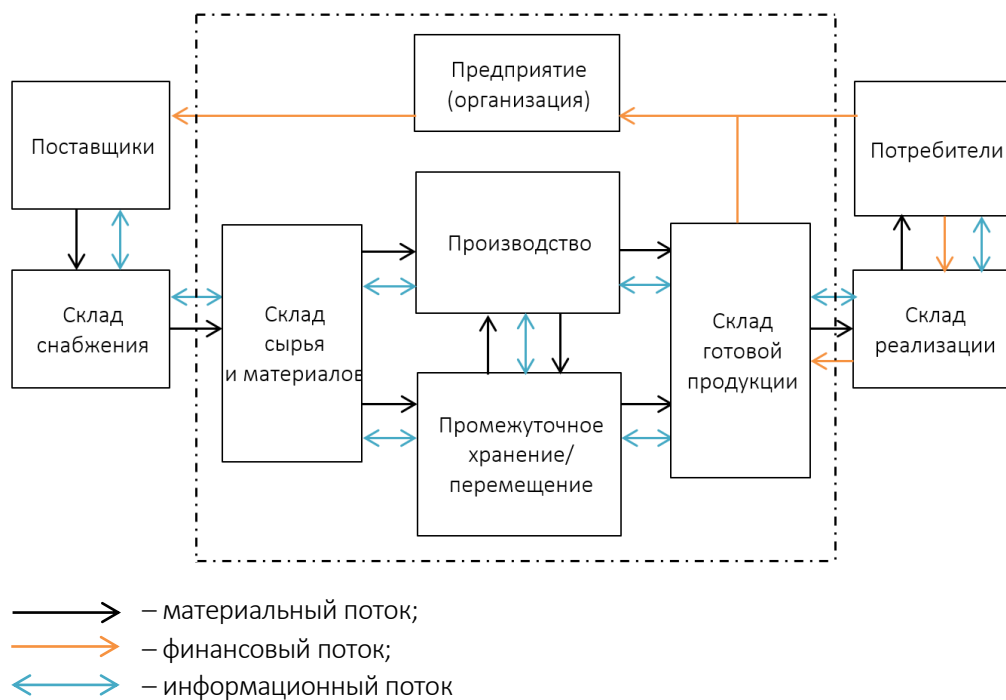 Предприятие
(организация)
Поставщики
Потребители
Производство
Склад
снабжения
Склад
сырья
и материалов
Склад
готовой
продукции
Склад
реализации
Промежуточное
хранение/
перемещение
– материальный поток;
– финансовый поток;
– информационный поток